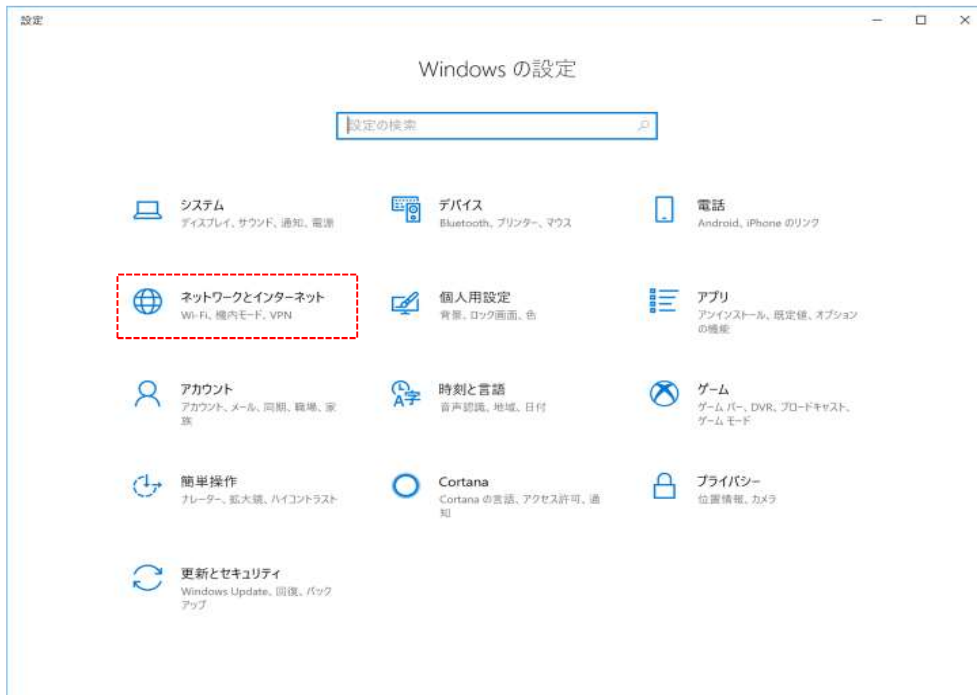 設定
Windows の設定
設定の検索
システム
ディスプレイ、サウンド、通知、電源
デバイス
Bluetooth、プリンター、マウス
電話
Android、iPhone のリンク
ネットワークとインターネット
Wi-Fi、機内モード、VPN
個人用設定
背景、ロック画面、色
アプリ
アンインストール、既定値、オプション
の機能
アカウント
アカウント、メール、同期、職場、家
族
時刻と言語
音声認識、地域、日付
ゲーム
ゲーム バー、DVR、ブロードキャスト、
ゲーム モード
簡単操作
ナレーター、拡大鏡、ハイコントラスト
Cortana
Cortana の言語、アクセス許可、通
知
プライバシー
位置情報、カメラ
更新とセキュリティ
Windows Update、回復、バック
アップ